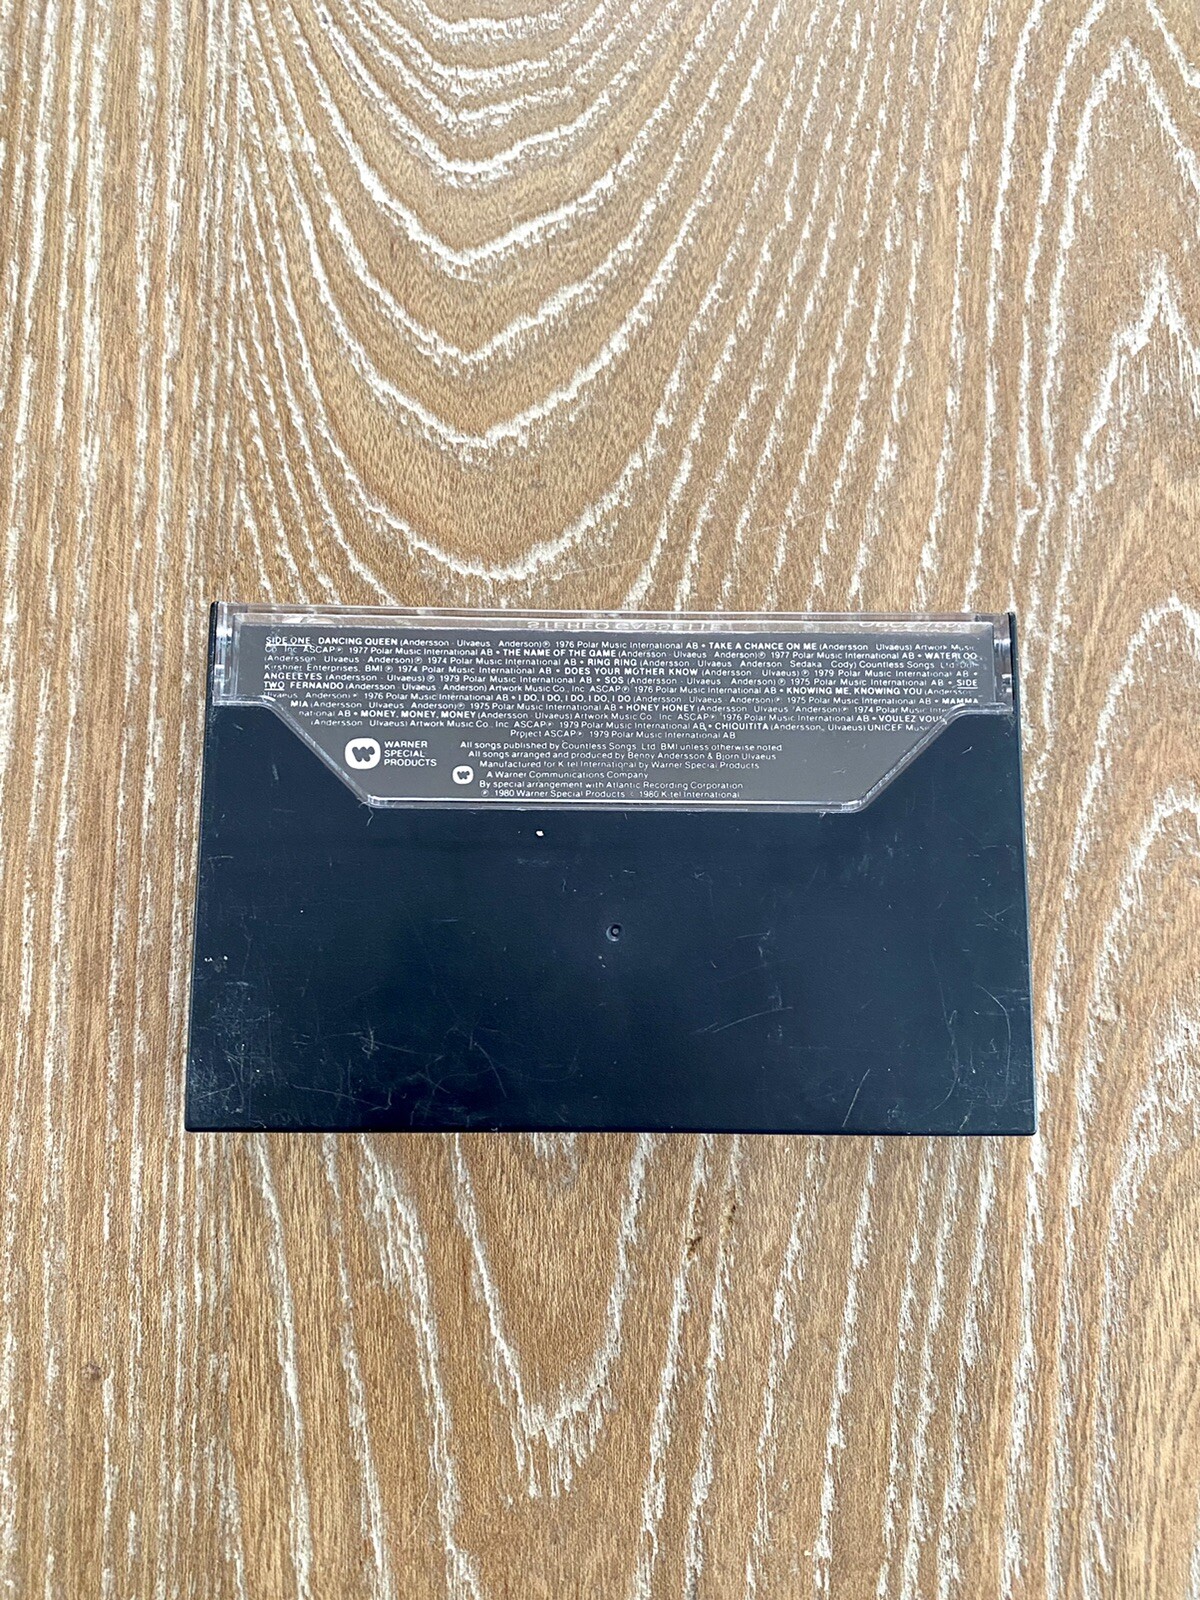 STEREO CASSETTE
SIDE ONE: DANCING QUEEN (Andersson - Ulvaeus - Anderson)℗ 1976 Polar Music International AB • TAKE A CHANCE ON ME (Andersson - Ulvaeus) Artwork Music
Co. Inc. ASCAP℗ 1977 Polar Music International AB • THE NAME OF THE GAME (Andersson - Ulvaeus - Anderson)℗ 1977 Polar Music International AB • WATERLOO
(Andersson - Ulvaeus - Anderson)℗ 1974 Polar Music International AB • RING RING (Andersson - Ulvaeus - Anderson - Sedaka - Cody) Countless Songs Ltd.
Kirshner Enterprises, BMI ℗ 1974 Polar Music International AB • DOES YOUR MOTHER KNOW (Andersson - Ulvaeus)℗ 1979 Polar Music International AB •
ANGELEYES (Andersson - Ulvaeus)℗ 1979 Polar Music International AB • SOS (Andersson - Ulvaeus - Anderson)℗ 1975 Polar Music International AB • SIDE
TWO: FERNANDO (Andersson - Ulvaeus - Anderson) Artwork Music Co., Inc. ASCAP℗ 1976 Polar Music International AB • KNOWING ME, KNOWING YOU (Andersson
Ulvaeus - Anderson)℗ 1976 Polar Music International AB • I DO, I DO, I DO, I DO, I DO (Andersson - Ulvaeus - Anderson)℗ 1975 Polar Music International AB • MAMMA
MIA (Andersson - Ulvaeus - Anderson)℗ 1975 Polar Music International AB • HONEY HONEY (Andersson - Ulvaeus - Anderson)℗ 1974 Polar Music
AB • MONEY, MONEY, MONEY (Andersson - Ulvaeus) Artwork Music Co. Inc. ASCAP℗ 1976 Polar Music International AB • VOULEZ VOUS
(Andersson - Ulvaeus) Artwork Music Co. Inc. ASCAP℗ 1979 Polar Music International AB • CHIQUITITA (Andersson - Ulvaeus) UNICEF Music
Project ASCAP℗ 1979 Polar Music International AB
WARNER
SPECIAL
PRODUCTS
All songs published by Countless Songs, Ltd. BMI unless otherwise noted
All songs arranged and produced by Benny Andersson & Bjorn Ulvaeus
Manufactured for K-tel International by Warner Special Products
A Warner Communications Company
By special arrangement with Atlantic Recording Corporation
℗ 1980 Warner Special Products © 1980 K-tel International